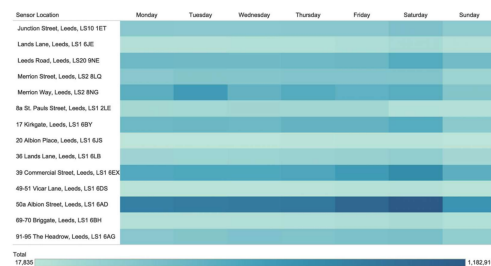 Sensor Location Monday Tuesday Wednesday Thursday Friday Saturday Sunday
Junction Street, Leeds, LS10 1ET
Lands Lane, Leeds, LS1 6JE
Leeds Road, Leeds, LS20 9NE
Merrion Street, Leeds, LS2 8LQ
Merrion Way, Leeds, LS2 8NG
8a St. Pauls Street, Leeds, LS1 2LE
17 Kirkgate, Leeds, LS1 6BY
20 Albion Place, Leeds, LS1 6JS
36 Lands Lane, Leeds, LS1 6LB
39 Commercial Street, Leeds, LS1 6EX
49-51 Vicar Lane, Leeds, LS1 6DS
50a Albion Street, Leeds, LS1 6AD
69-70 Briggate, Leeds, LS1 6BH
91-95 The Headrow, Leeds, LS1 6AG
Total
17,835 1,182,91